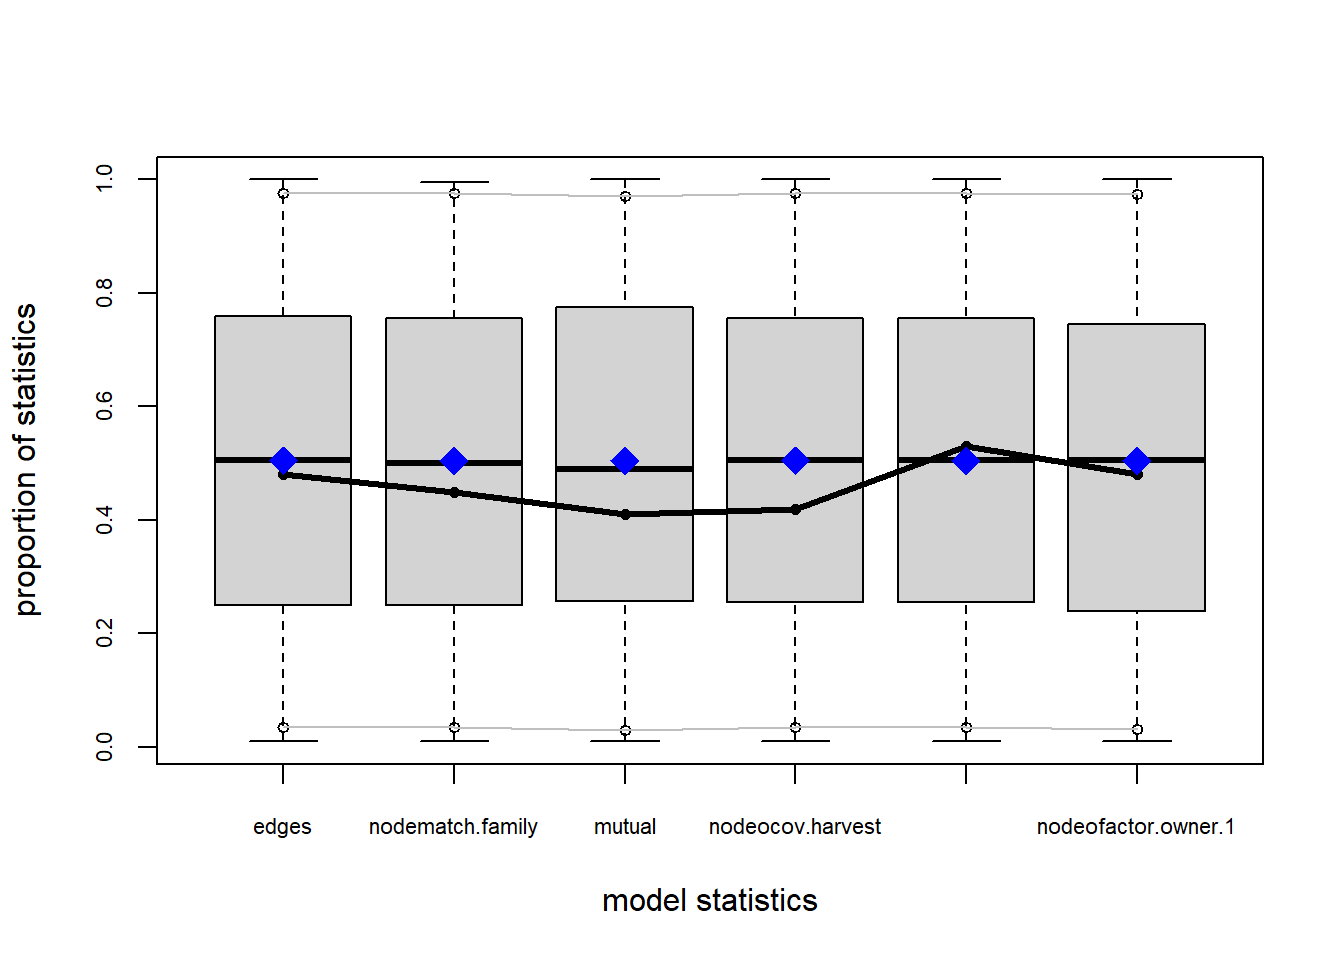 proportion of statistics
1.0
0.8
0.6
0.4
0.2
0.0
edges nodematch.family mutual nodeocov.harvest nodeofactor.owner.1
model statistics